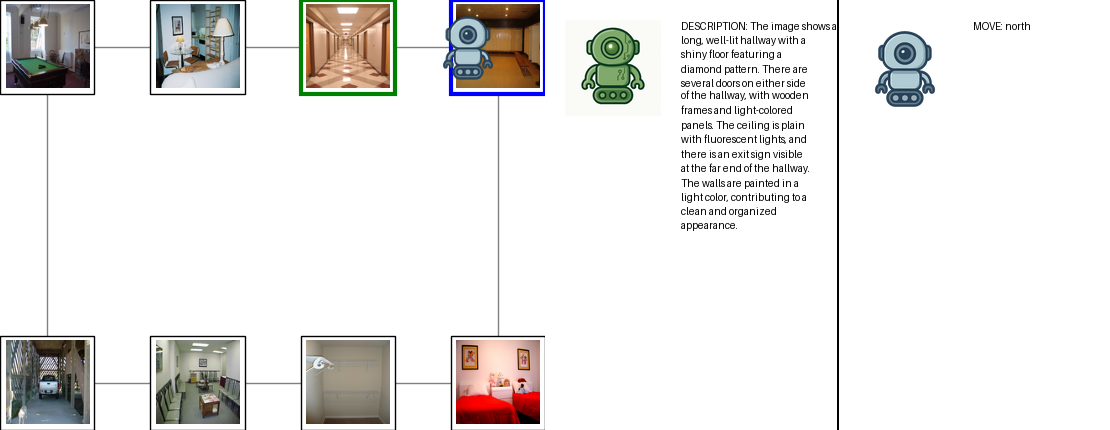 DESCRIPTION: The image shows a
long, well-lit hallway with a
shiny floor featuring a
diamond pattern. There are
several doors on either side
of the hallway, with wooden
frames and light-colored
panels. The ceiling is plain
with fluorescent lights, and
there is an exit sign visible
at the far end of the hallway.
The walls are painted in a
light color, contributing to a
clean and organized
appearance.
MOVE: north